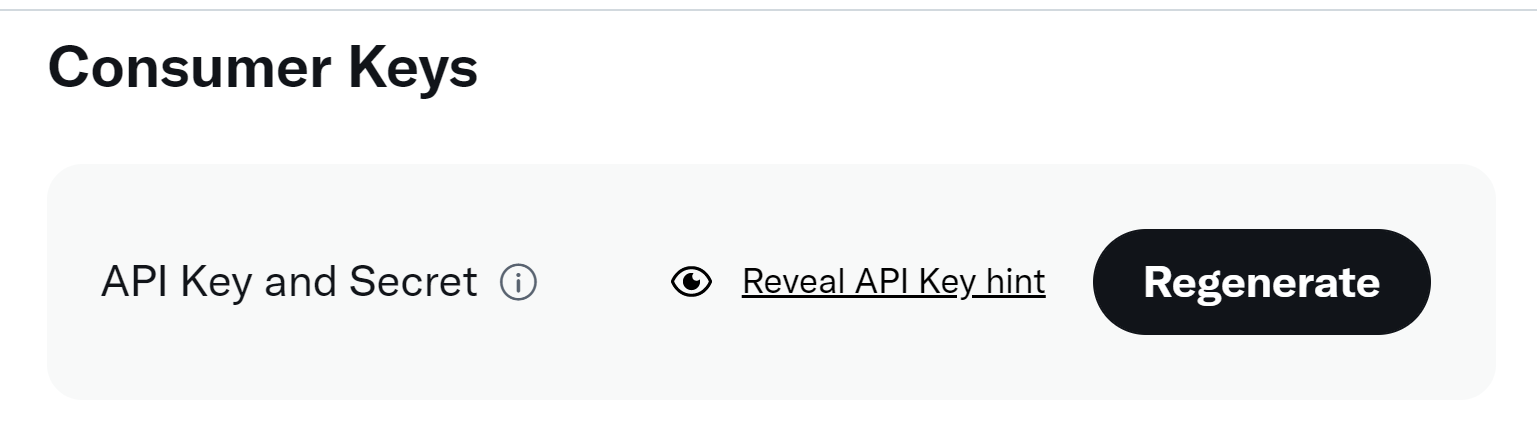 Consumer Keys
API Key and Secret Reveal API Key hint Regenerate